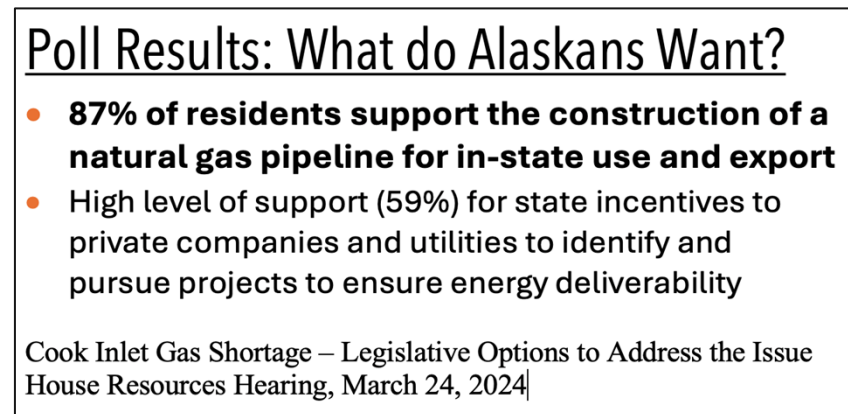 Poll Results: What do Alaskans Want?
• 87% of residents support the construction of a
natural gas pipeline for in-state use and export
• High level of support (59%) for state incentives to
private companies and utilities to identify and
pursue projects to ensure energy deliverability
Cook Inlet Gas Shortage – Legislative Options to Address the Issue
House Resources Hearing, March 24, 2024